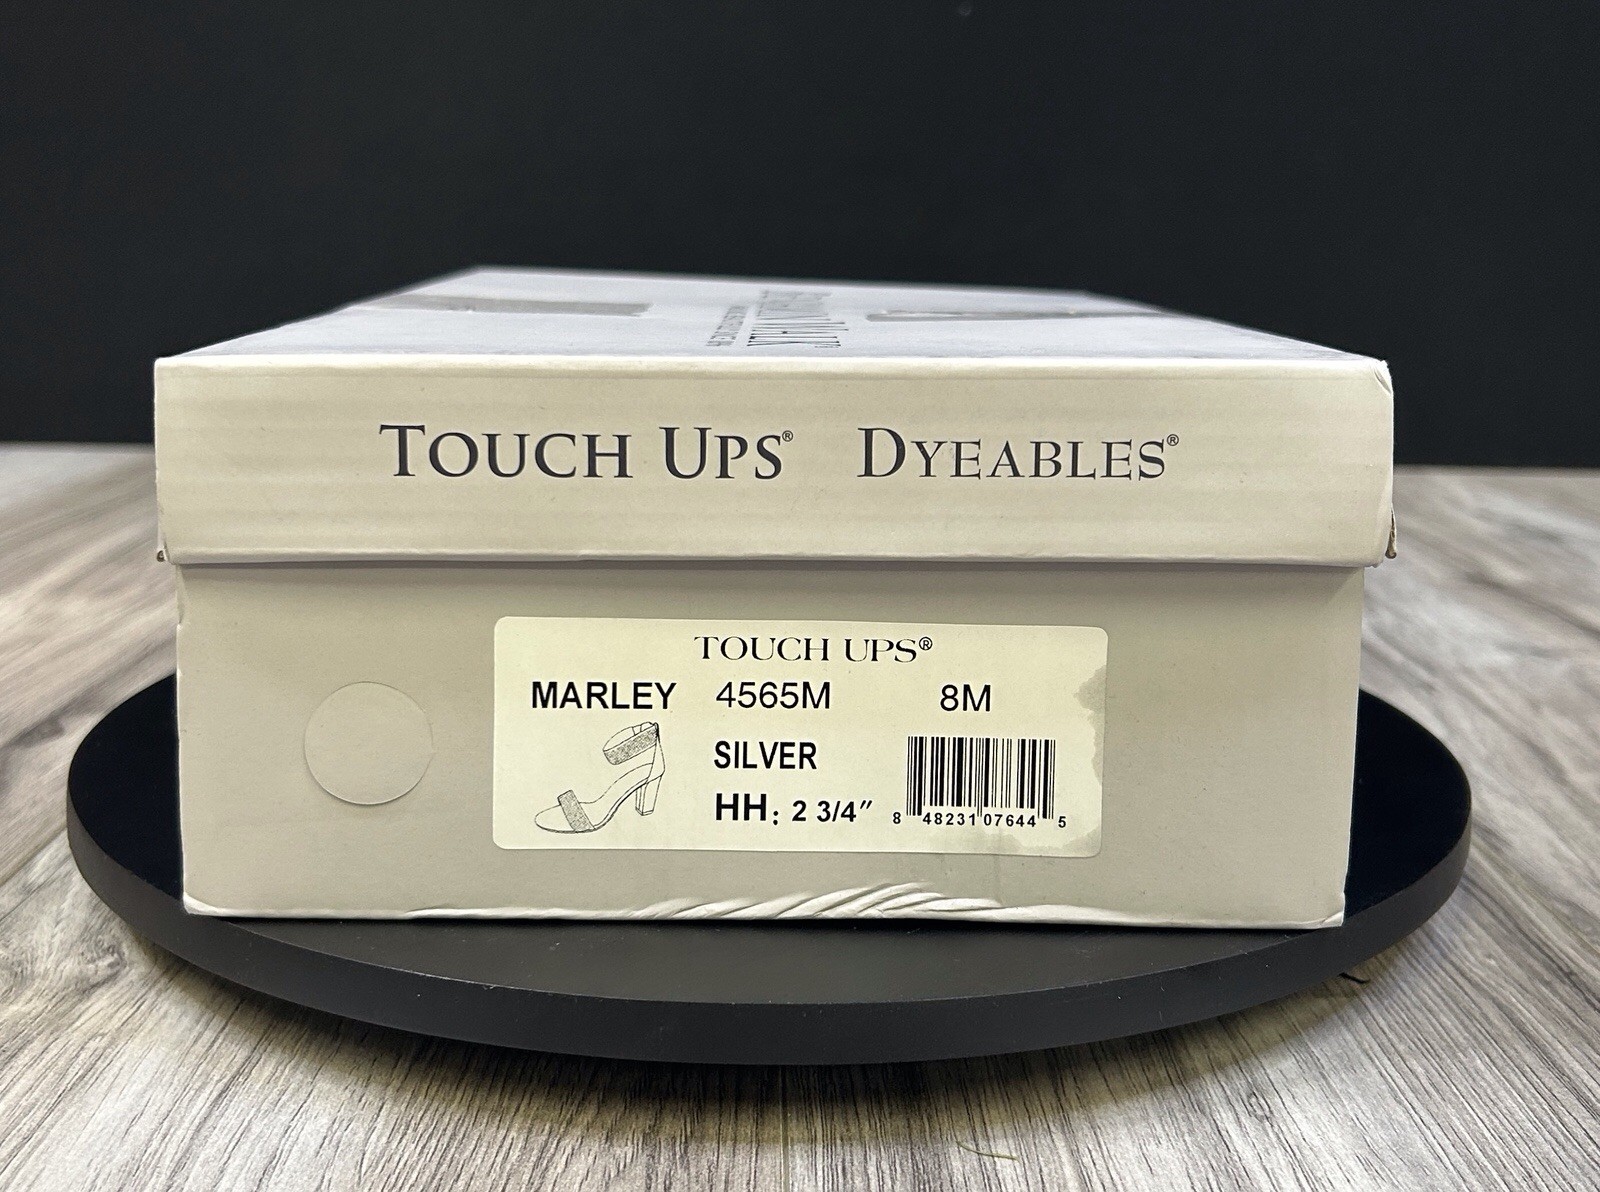 TOUCH UPS® DYEABLES®
TOUCH UPS®
MARLEY 4565M 8M
SILVER
HH: 2 3/4"
8 48231 07644 5